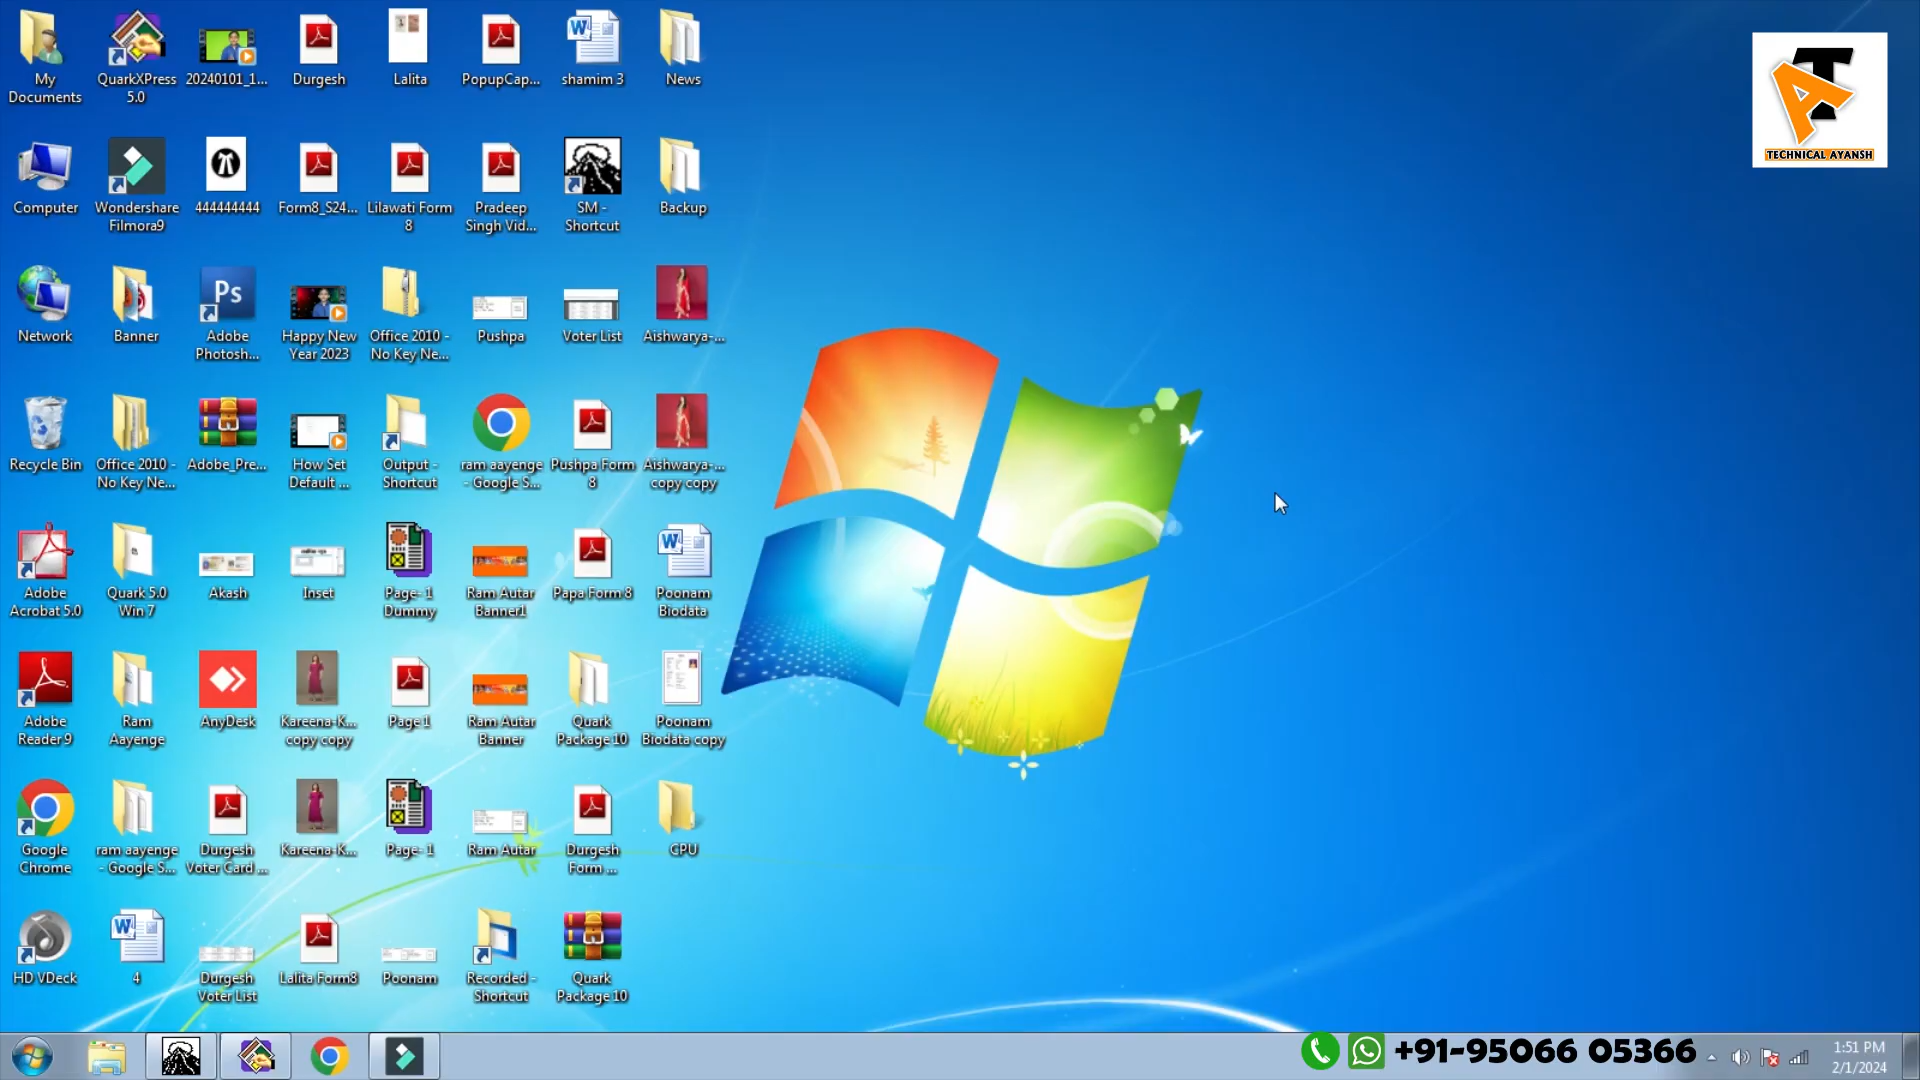 My Documents
QuarkXPress 5.0
20240101_1...
Durgesh
Lalita
PopupCap...
shamim 3
News
TECHNICAL AYANSH
Computer
Wondershare Filmora9
444444444
Form8_S24...
Lilawati Form 8
Pradeep Singh Vid...
SM - Shortcut
Backup
Network
Banner
Ps
Adobe Photosh...
Happy New Year 2023
Office 2010 - No Key Ne...
Pushpa
Voter List
Aishwarya-...
Recycle Bin
Office 2010 - No Key Ne...
Adobe_Pre...
How Set Default ...
Output - Shortcut
ram aayenge - Google S...
Pushpa Form 8
Aishwarya-... copy copy
Adobe Acrobat 5.0
Quark 5.0 Win 7
Akash
Inset
Page- 1 Dummy
Ram Autar Banner1
Papa Form 8
Poonam Biodata
Adobe Reader 9
Ram Aayenge
AnyDesk
Kareena-K... copy copy
Page 1
Ram Autar Banner
Quark Package 10
Poonam Biodata copy
Google Chrome
ram aayenge - Google S...
Durgesh Voter Card ...
Kareena-K...
Page- 1
Ram Autar
Durgesh Form ...
CPU
HD VDeck
4
Durgesh Voter List
Lalita Form8
Poonam
Recorded - Shortcut
Quark Package 10
+91-95066 05366
1:51 PM
2/1/2024